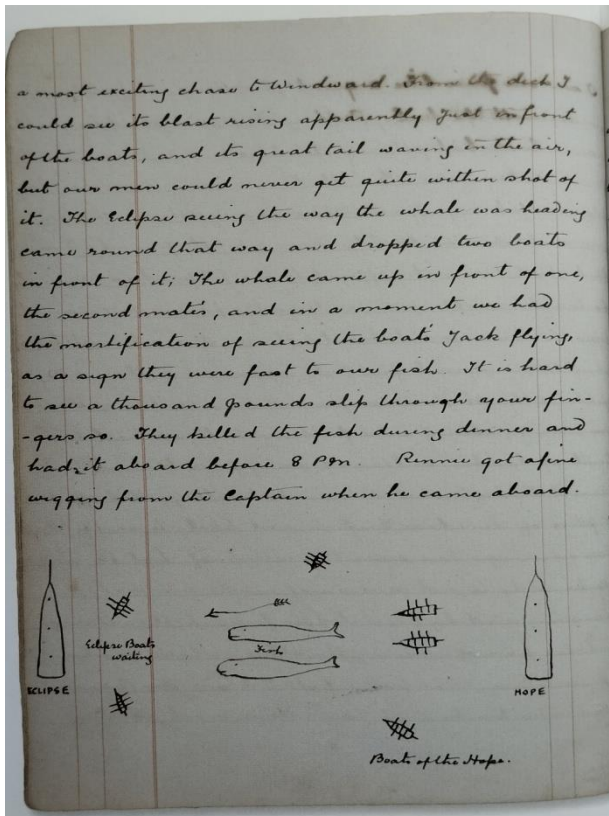 a most exciting chase to windward. From the deck I
could see its blast rising apparently just in front
of the boats, and its great tail waving in the air,
but our men could never get quite within shot of
it. The Eclipse seeing the way the whale was heading
came round that way and dropped two boats
in front of it; The whale came up in front of one,
the second mate's, and in a moment we had
the mortification of seeing the boat's Jack flying,
as a sign they were fast to our fish. It is hard
to see a thousand pounds slip through your fin-
-gers so. They killed the fish during dinner and
had it aboard before 8 PM. Rennie got a fine
wigging from the Captain when he came aboard.
Eclipse Boats
waiting
Fish
ECLIPSE
HOPE
Boats of the Hope.